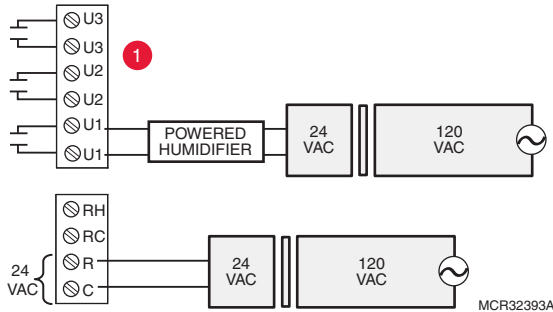 U3
U3
1
U2
U2
U1
U1
POWERED
HUMIDIFIER
24
VAC
120
VAC
RH
RC
R
C
24
VAC
24
VAC
120
VAC
MCR32393A